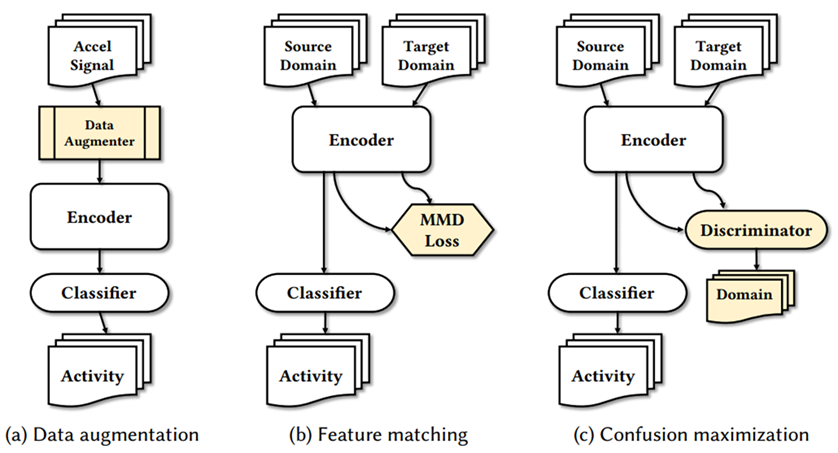 Accel
Signal
Data
Augmenter
Encoder
Classifier
Activity
(a) Data augmentation
Source
Domain
Target
Domain
Encoder
MMD
Loss
Classifier
Activity
(b) Feature matching
Source
Domain
Target
Domain
Encoder
Discriminator
Domain
Classifier
Activity
(c) Confusion maximization